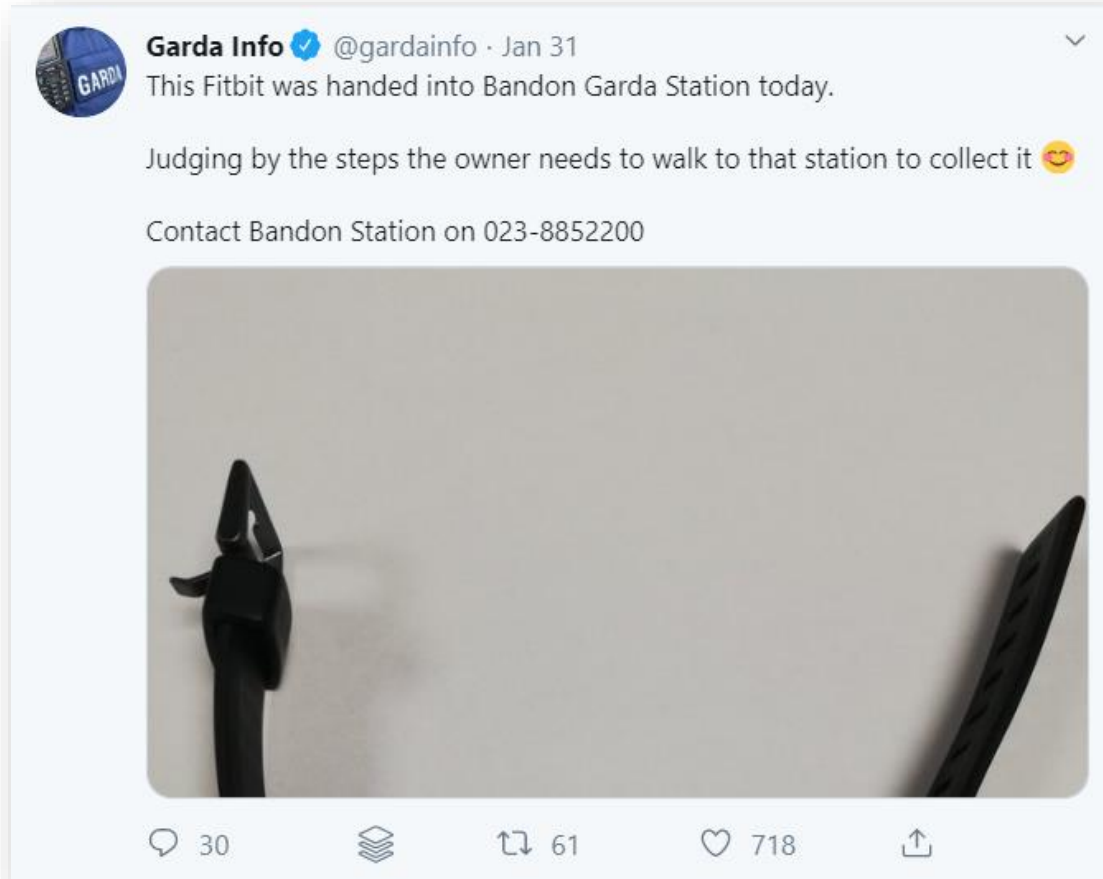 Garda Info @gardainfo · Jan 31
This Fitbit was handed into Bandon Garda Station today.
Judging by the steps the owner needs to walk to that station to collect it 😊
Contact Bandon Station on 023-8852200
GARDA
30 61 718